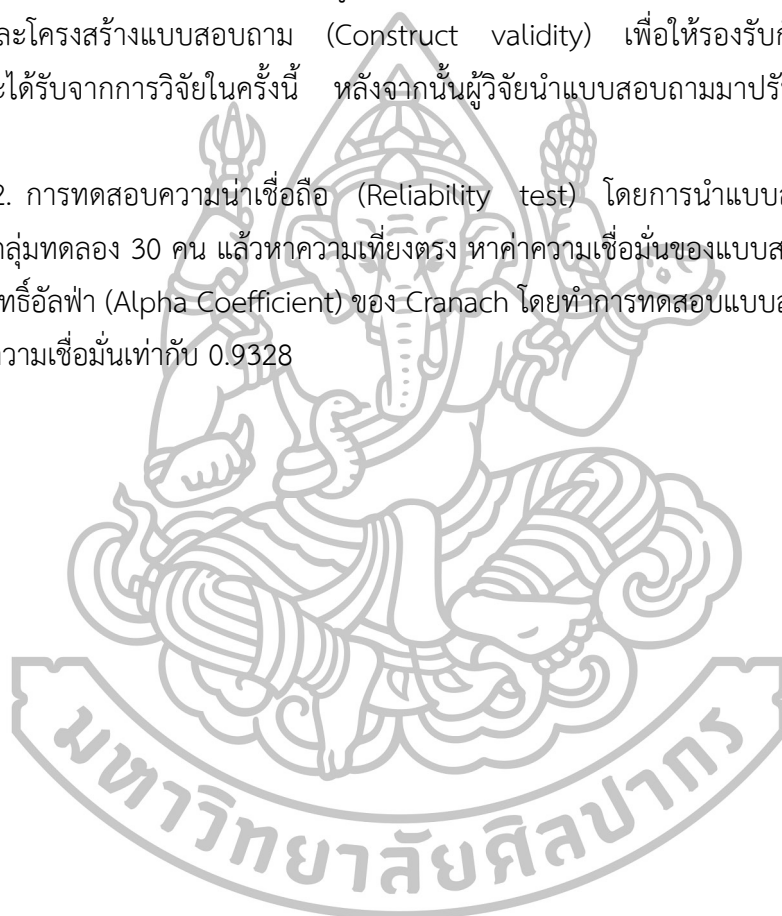 ละโครงสร้างแบบสอบถาม (Construct validity) เพื่อให้รองรับ
ะได้รับจากการวิจัยในครั้งนี้ หลังจากนั้นผู้วิจัยนำแบบสอบถามมาปรั
2. การทดสอบความน่าเชื่อถือ (Reliability test) โดยการนำแบบ
ลุ่มทดลอง 30 คน แล้วหาความเที่ยงตรง หาค่าความเชื่อมั่นของแบบส
ทธิ์อัลฟ่า (Alpha Coefficient) ของ Cranach โดยทำการทดสอบแบบ
วามเชื่อมั่นเท่ากับ 0.9328
มหาวิทยาลัยศิลปากร